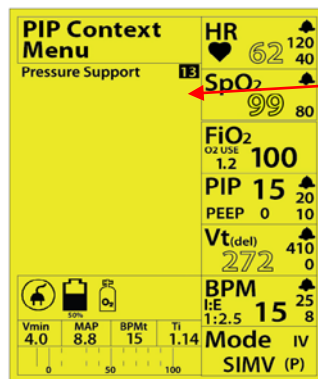 PIP Context
Menu
Pressure Support 13
HR 62 120
40
SpO2 99 80
FiO2
O2 USE
1.2 100
PIP 15 20
PEEP 0 10
Vt(del) 410
272 0
BPM 25
I:E
1:2.5 15 8
Mode IV
SIMV (P)
50%
O2
Vmin MAP BPMt Ti
4.0 8.8 15 1.14
0 50 100